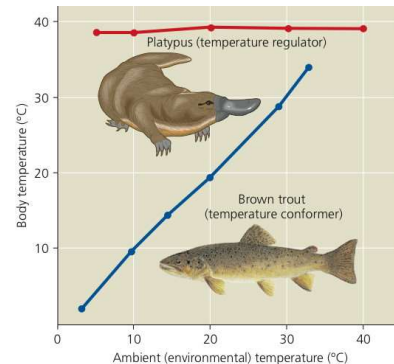 40
Platypus (temperature regulator)
30
Body temperature (°C)
20
Brown trout
(temperature conformer)
10
0
10
20
30
40
Ambient (environmental) temperature (ºC)